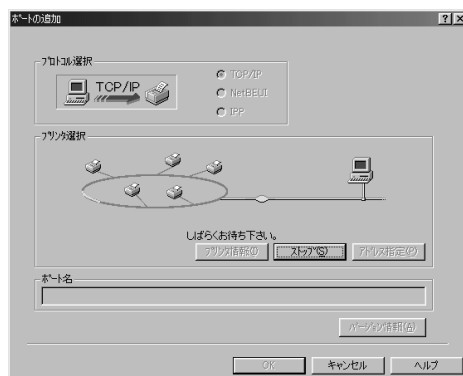 ポートの追加
プロトコル選択
TCP/IP
TCP/IP
NetBEUI
IPP
プリンタ選択
しばらくお待ち下さい。
プリンタ情報(I) ストップ(S) アドレス指定(P)
ポート名
バージョン情報(A)
OK キャンセル ヘルプ